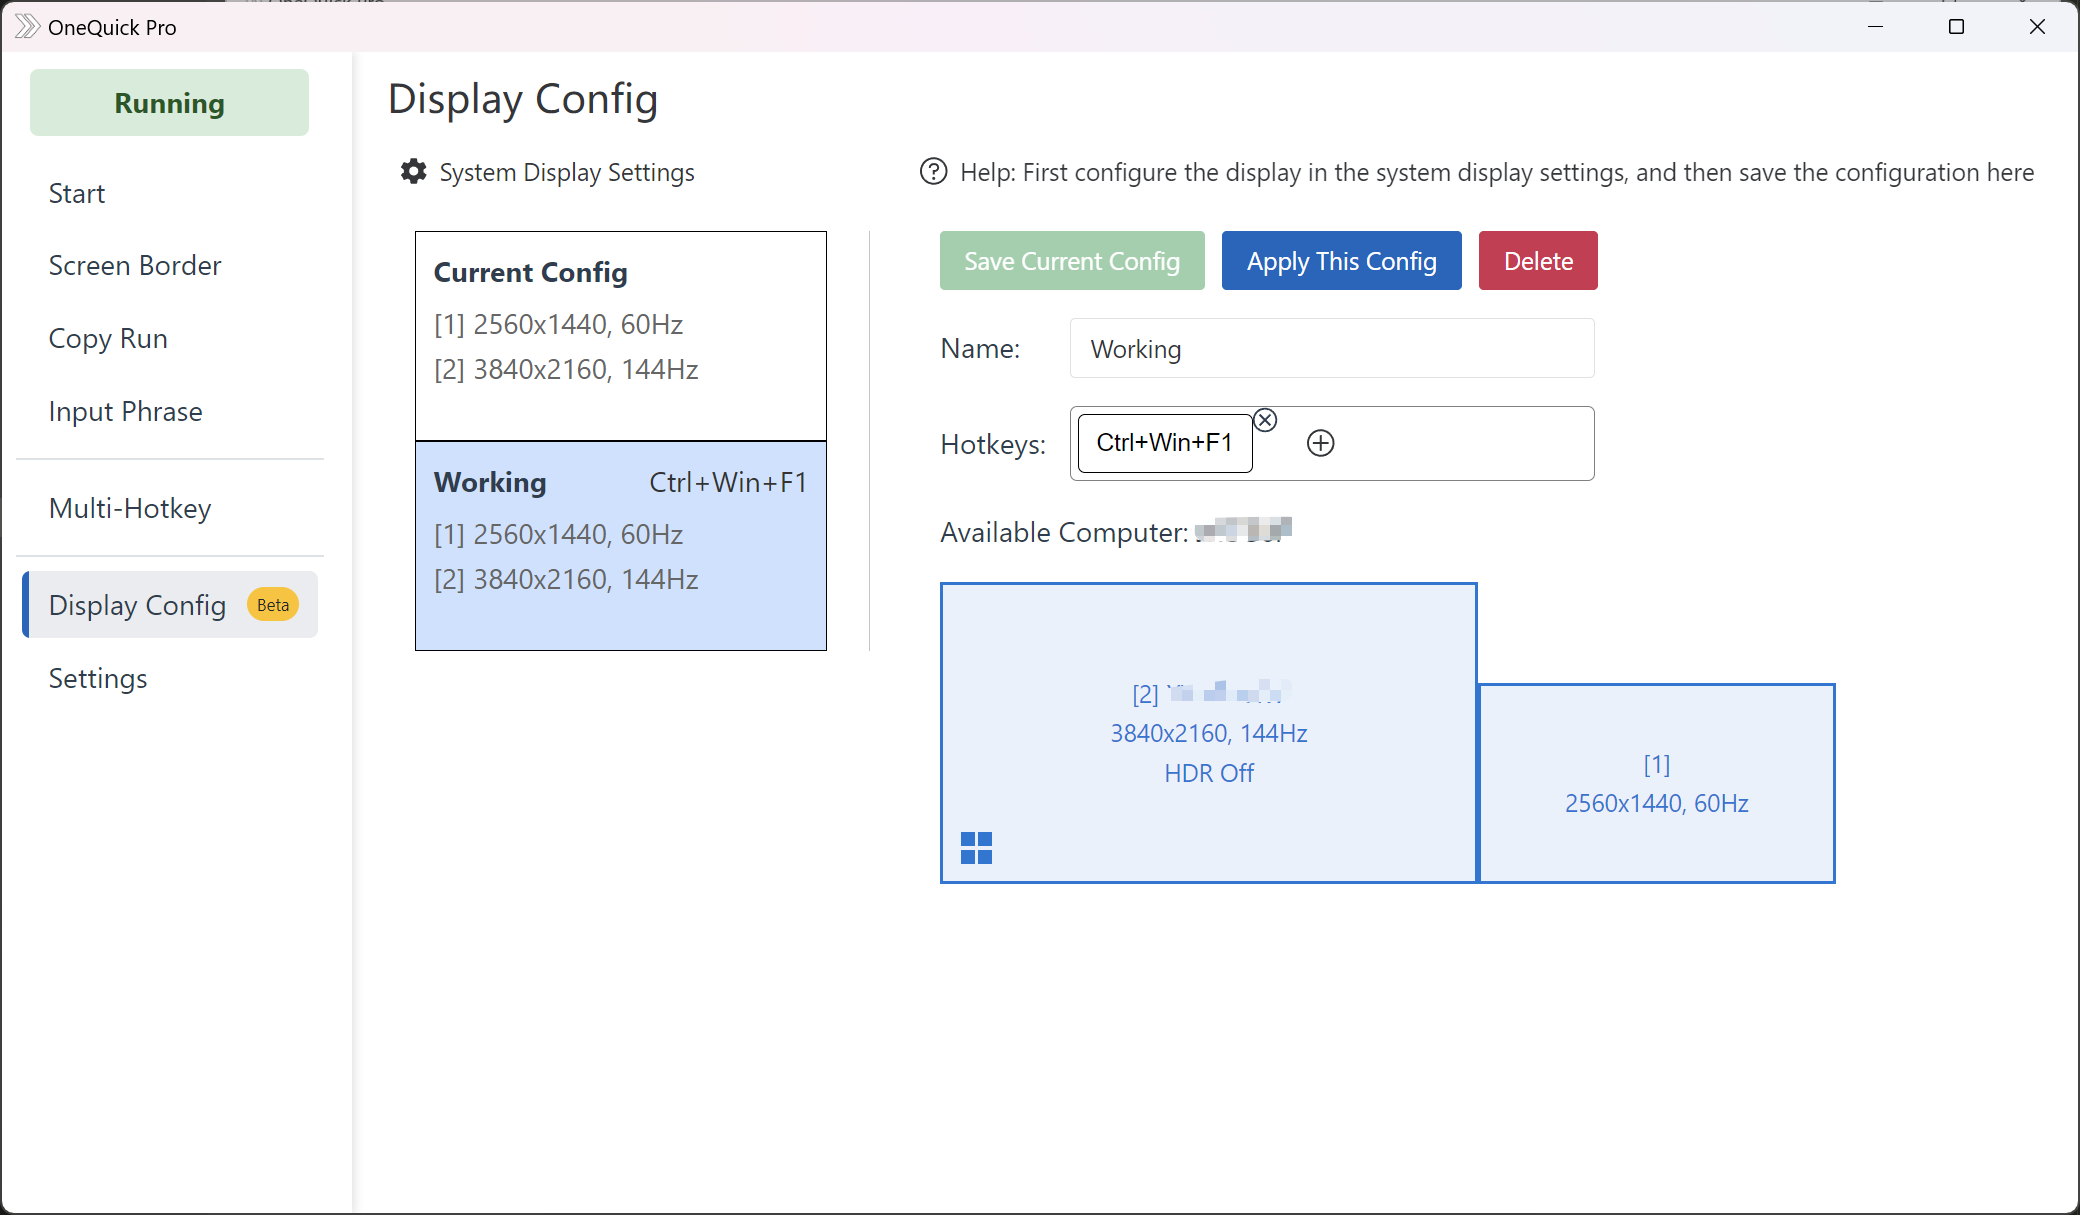 OneQuick Pro
Running
Start
Screen Border
Copy Run
Input Phrase
Multi-Hotkey
Display Config Beta
Settings
Display Config
System Display Settings
Help: First configure the display in the system display settings, and then save the configuration here
Current Config
[1] 2560x1440, 60Hz
[2] 3840x2160, 144Hz
Working Ctrl+Win+F1
[1] 2560x1440, 60Hz
[2] 3840x2160, 144Hz
Save Current Config Apply This Config Delete
Name: Working
Hotkeys: Ctrl+Win+F1
Available Computer:
[2]
3840x2160, 144Hz
HDR Off
[1]
2560x1440, 60Hz